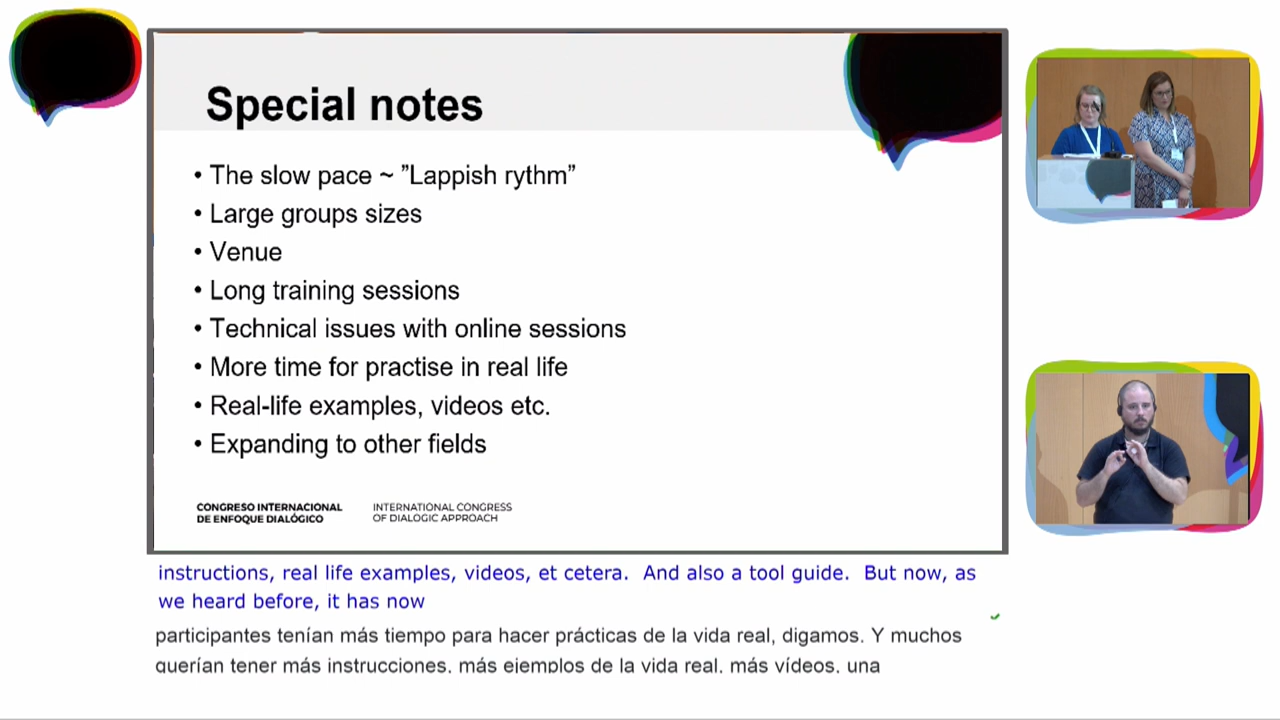 Special notes
• The slow pace ~ ”Lappish rythm”
• Large groups sizes
• Venue
• Long training sessions
• Technical issues with online sessions
• More time for practise in real life
• Real-life examples, videos etc.
• Expanding to other fields
CONGRESO INTERNACIONAL
DE ENFOQUE DIALÓGICO
INTERNATIONAL CONGRESS
OF DIALOGIC APPROACH
instructions, real life examples, videos, et cetera. And also a tool guide. But now, as
we heard before, it has now
participantes tenían más tiempo para hacer prácticas de la vida real, digamos. Y muchos
querían tener más instrucciones, más ejemplos de la vida real, más vídeos, una